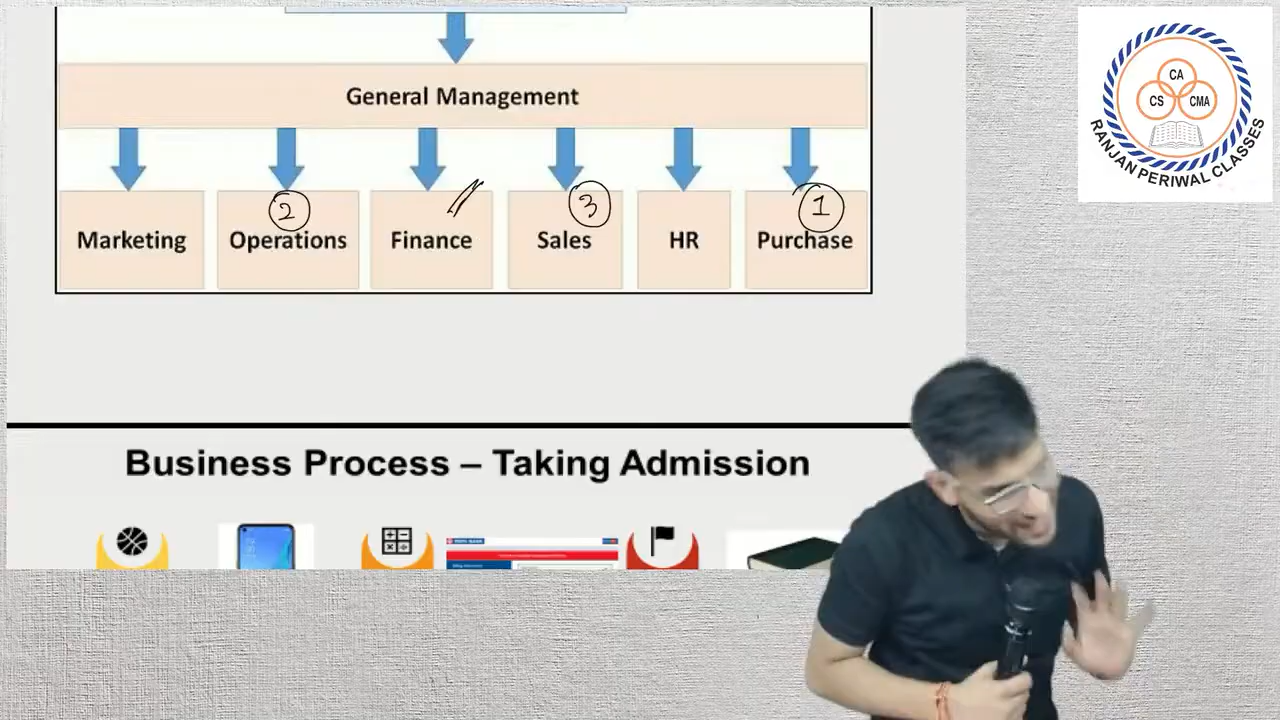 General Management
2
3
1
Marketing
Operations
Finance
Sales
HR
Purchase
Business Process – Taking Admission
CA
CS
CMA
RANJAN PERIWAL CLASSES